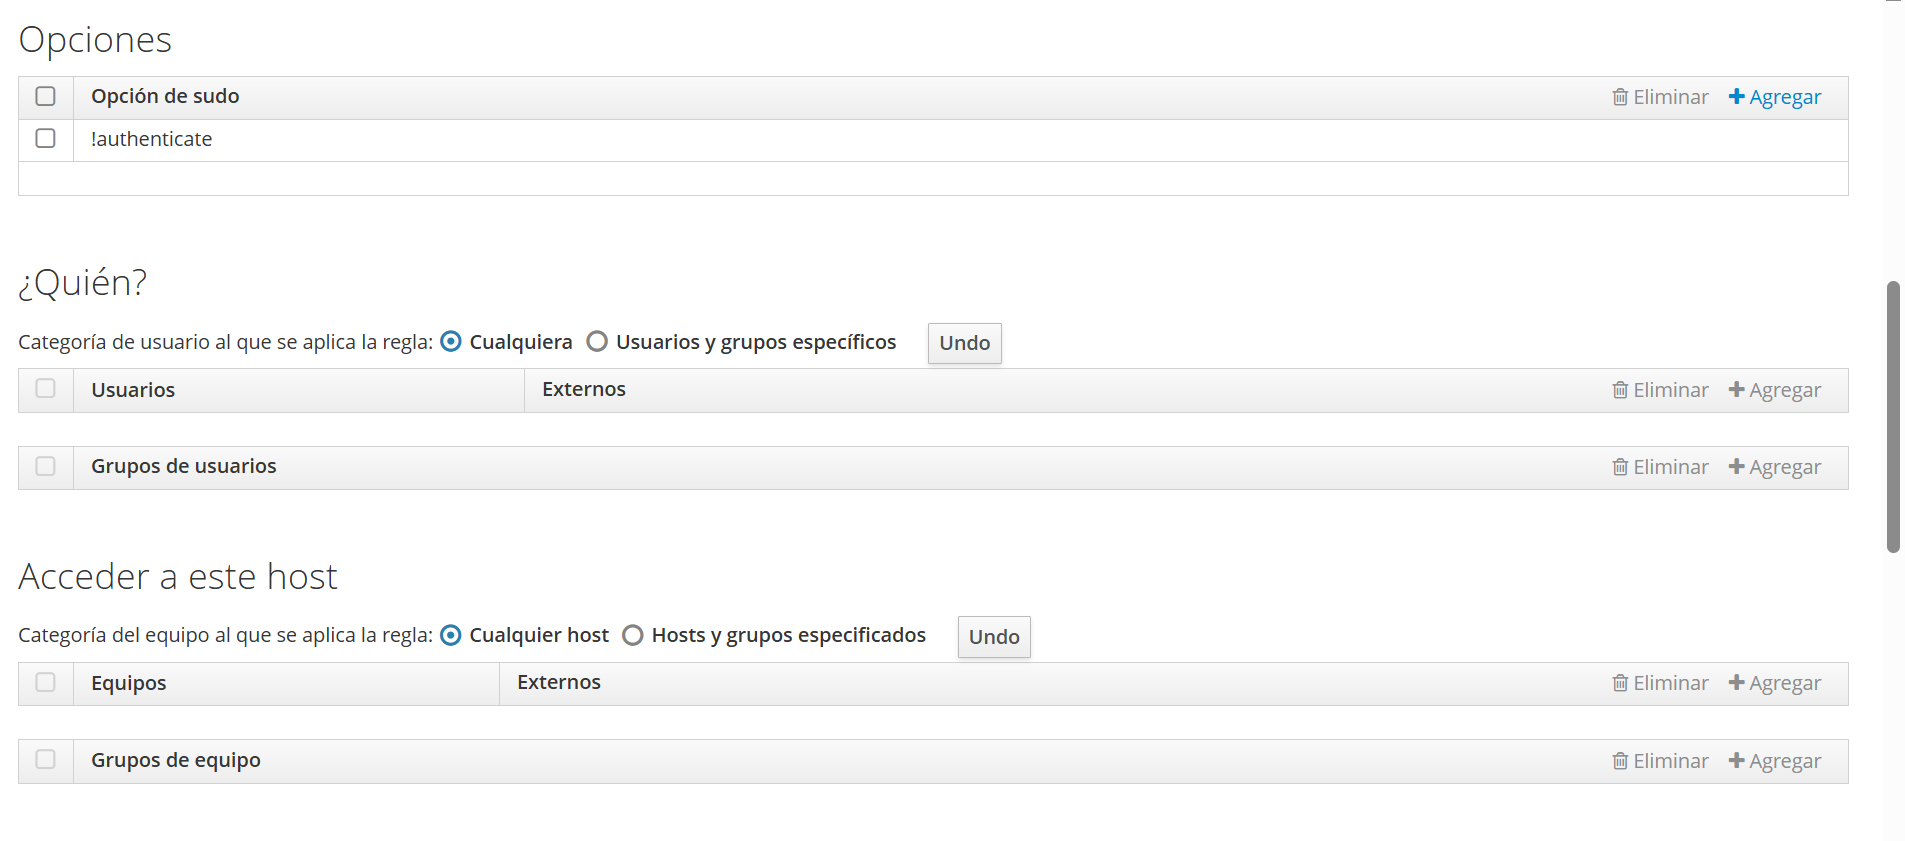 Opciones
Opción de sudo Eliminar Agregar
!authenticate
¿Quién?
Categoría de usuario al que se aplica la regla: Cualquiera Usuarios y grupos específicos Undo
Usuarios Externos Eliminar Agregar
Grupos de usuarios Eliminar Agregar
Acceder a este host
Categoría del equipo al que se aplica la regla: Cualquier host Hosts y grupos especificados Undo
Equipos Externos Eliminar Agregar
Grupos de equipo Eliminar Agregar